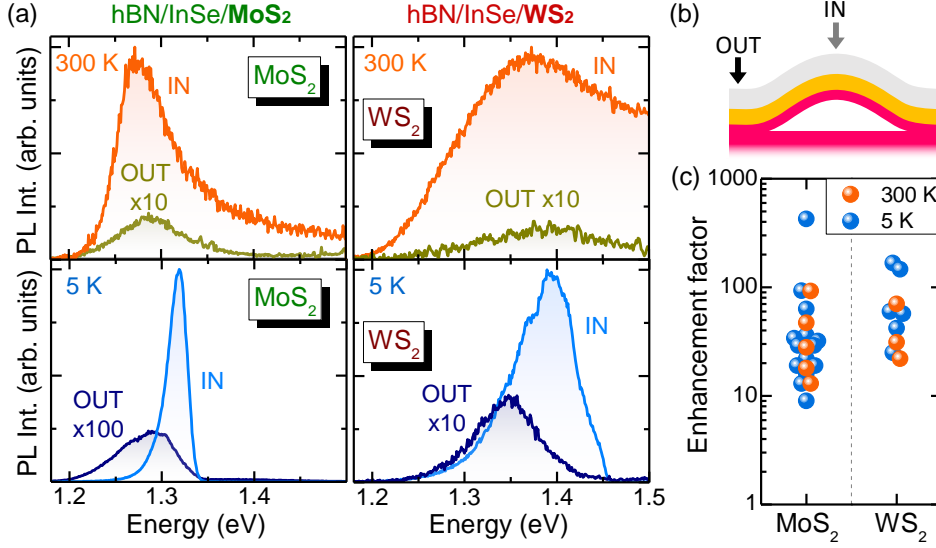 (a)
hBN/InSe/MoS₂
hBN/InSe/WS₂
PL Int. (arb. units)
300 K
IN
MoS₂
OUT
x10
300 K
IN
WS₂
OUT x10
PL Int. (arb. units)
5 K
MoS₂
IN
OUT
x100
5 K
IN
WS₂
OUT
x10
1.2
1.3
1.4
1.2
1.3
1.4
1.5
Energy (eV)
Energy (eV)
(b)
IN
OUT
(c)
Enhancement factor
1000
100
10
1
300 K
5 K
MoS₂
WS₂